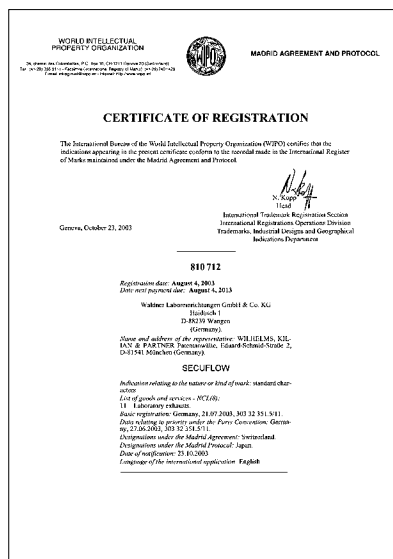 WORLD INTELLECTUAL
PROPERTY ORGANIZATION
WIPO
MADRID AGREEMENT AND PROTOCOL
CERTIFICATE OF REGISTRATION
The International Bureau of the World Intellectual Property Organization (WIPO) certifies that the
indications appearing in the present certificate conform to the recordal made in the International Register
of Marks maintained under the Madrid Agreement and Protocol.
N. Kopp
Head
International Trademark Registration Section
International Registrations Operations Division
Trademarks, Industrial Designs and Geographical
Indications Department
Geneva, October 23, 2003
810 712
Registration date: August 4, 2003
Date next payment due: August 4, 2013
Waldner Laboreinrichtungen GmbH & Co. KG
Haidösch 1
D-88239 Wangen
(Germany).
Name and address of the representative: WILHELMS, KIL-
IAN & PARTNER Patentanwälte, Eduard-Schmid-Straße 2,
D-81541 München (Germany).
SECUFLOW
Indication relating to the nature or kind of mark: standard char-
acters
List of goods and services - NCL(8):
11 Laboratory exhausts.
Basic registration: Germany, 21.07.2003, 303 32 351.5/11.
Data relating to priority under the Paris Convention: Germa-
ny, 27.06.2003, 303 32 351.5/11.
Designations under the Madrid Agreement: Switzerland.
Designations under the Madrid Protocol: Japan.
Date of notification: 23.10.2003
Language of the international application: English